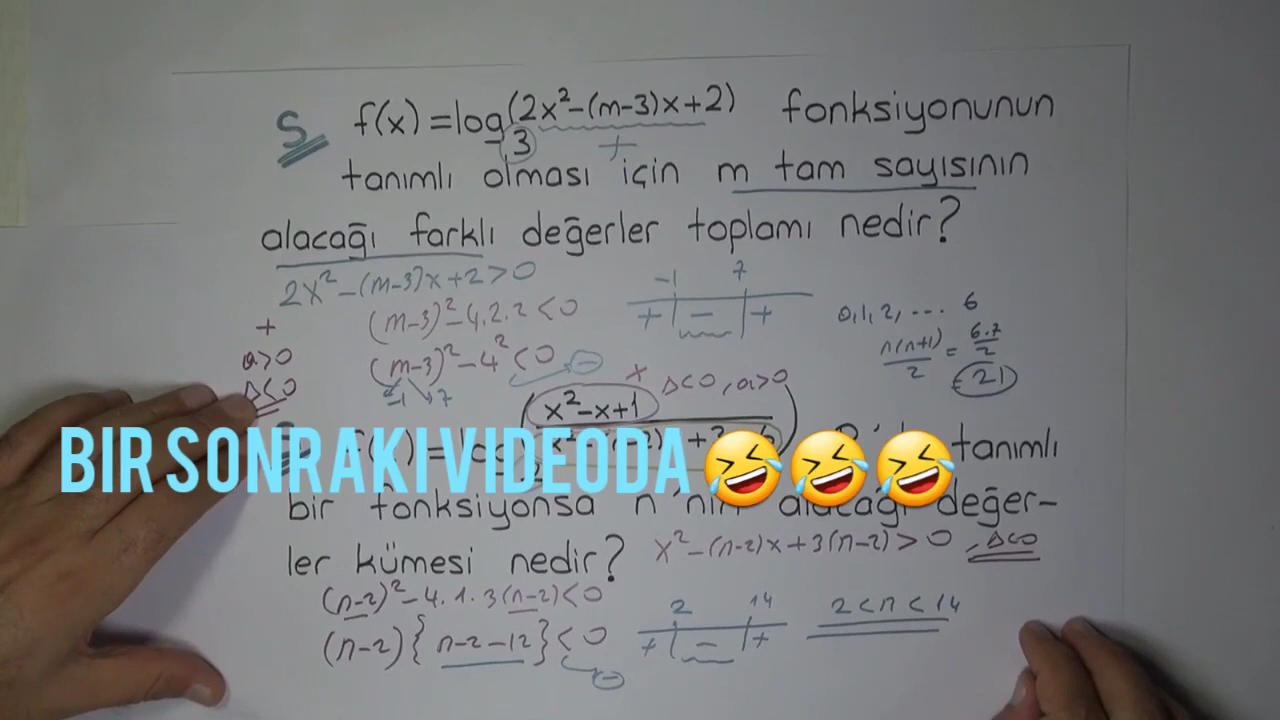 S f(x)=log₃(2x²-(m-3)x+2) fonksiyonunun
+
tanımlı olması için m tam sayısının
alacağı farklı değerler toplamı nedir?
2x²-(m-3)x+2>0
-1 7
+ - +
0,1,2,... 6
+
a>0
Δ<0
(m-3)²-4.2.2<0
(m-3)²-4²<0 -
-1 7
n(n+1)/2 = 6.7/2
= 21
+ Δ<0, a>0
x²-x+1
f( )=log tanımlı
BIR SONRAKI VIDEODA 🤣🤣🤣
bir fonksiyonsa n'nin alacağı değer-
ler kümesi nedir? x²-(n-2)x+3(n-2)>0, Δ<0
(n-2)²-4.1.3(n-2)<0
2 14
2<n<14
(n-2){n-2-12}<0
+ - +
-